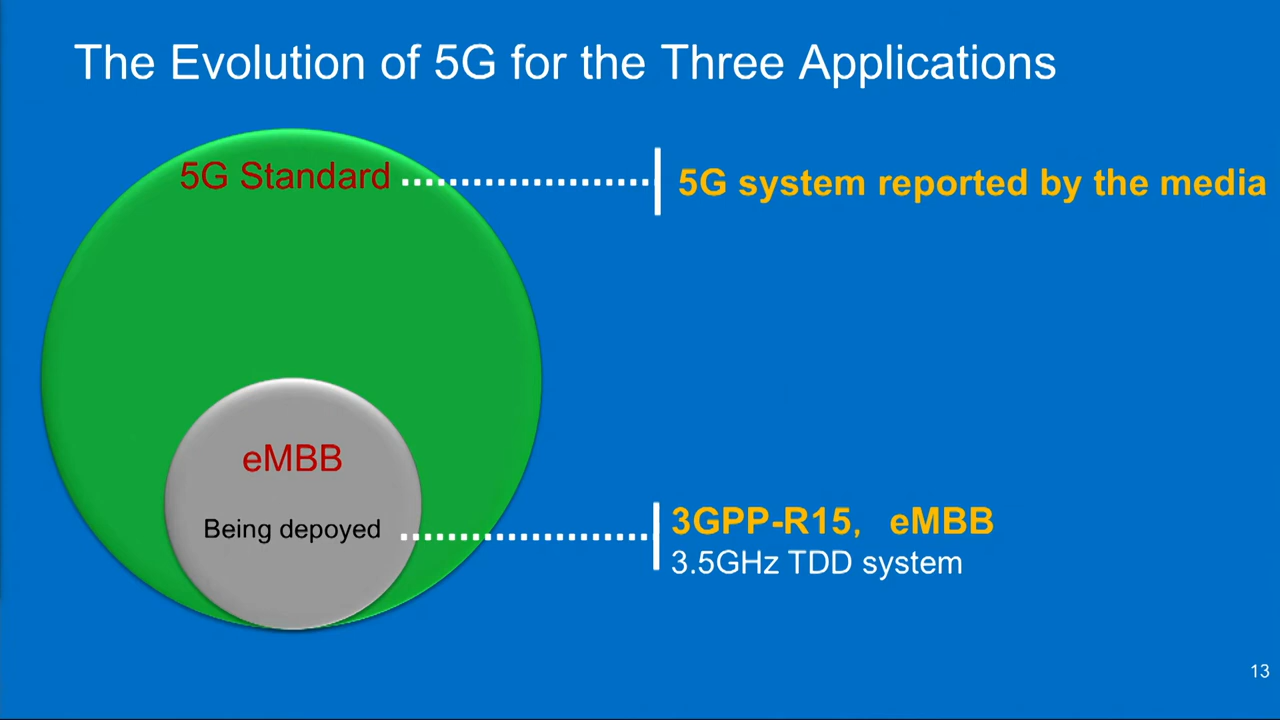 The Evolution of 5G for the Three Applications
5G Standard
5G system reported by the media
eMBB
Being depoyed
3GPP-R15, eMBB
3.5GHz TDD system
13